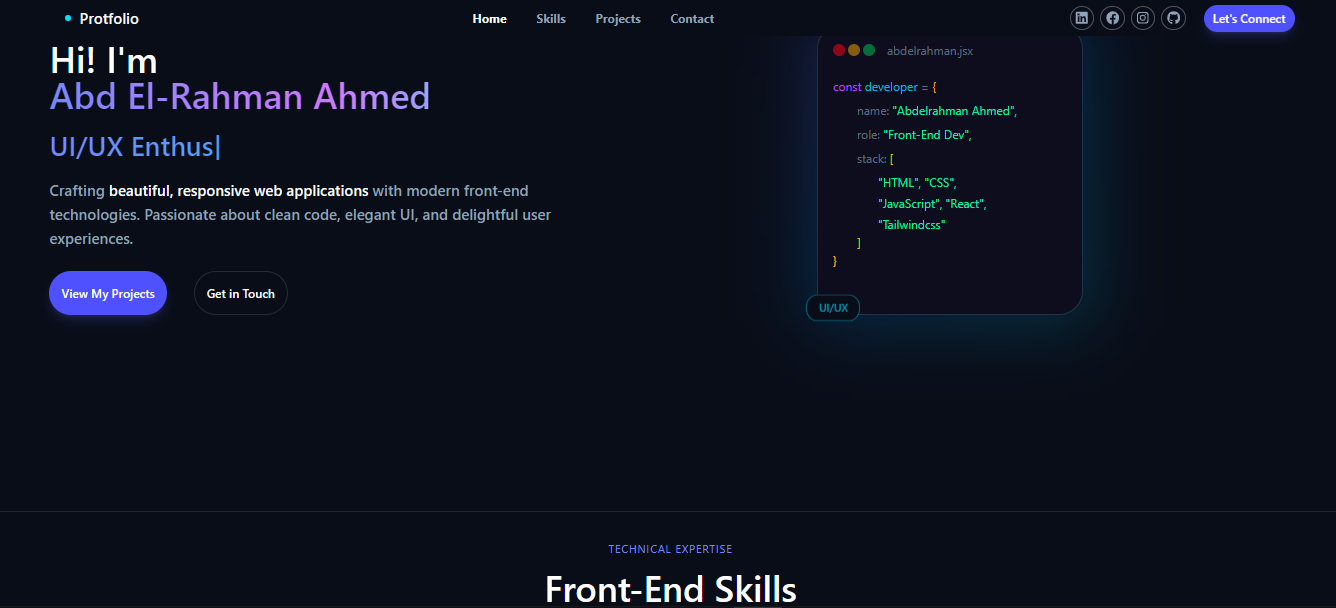 Protfolio
Home
Skills
Projects
Contact
Let's Connect
Hi! I'm
Abd El-Rahman Ahmed
UI/UX Enthus|
Crafting beautiful, responsive web applications with modern front-end
technologies. Passionate about clean code, elegant UI, and delightful user
experiences.
View My Projects
Get in Touch
abdelrahman.jsx
const developer = {
name: "Abdelrahman Ahmed",
role: "Front-End Dev",
stack: [
"HTML", "CSS",
"JavaScript", "React",
"Tailwindcss"
]
}
UI/UX
TECHNICAL EXPERTISE
Front-End Skills